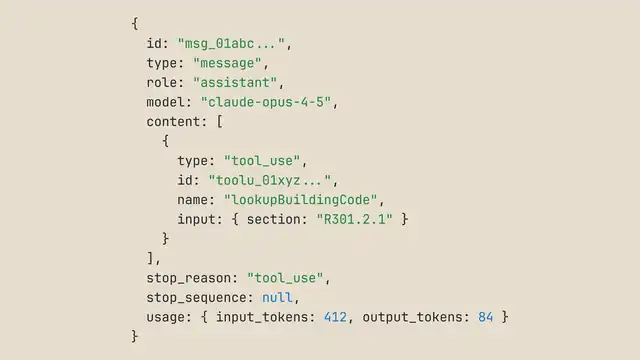 {
id: "msg_01abc...",
type: "message",
role: "assistant",
model: "claude-opus-4-5",
content: [
{
type: "tool_use",
id: "toolu_01xyz...",
name: "lookupBuildingCode",
input: { section: "R301.2.1" }
}
],
stop_reason: "tool_use",
stop_sequence: null,
usage: { input_tokens: 412, output_tokens: 84 }
}